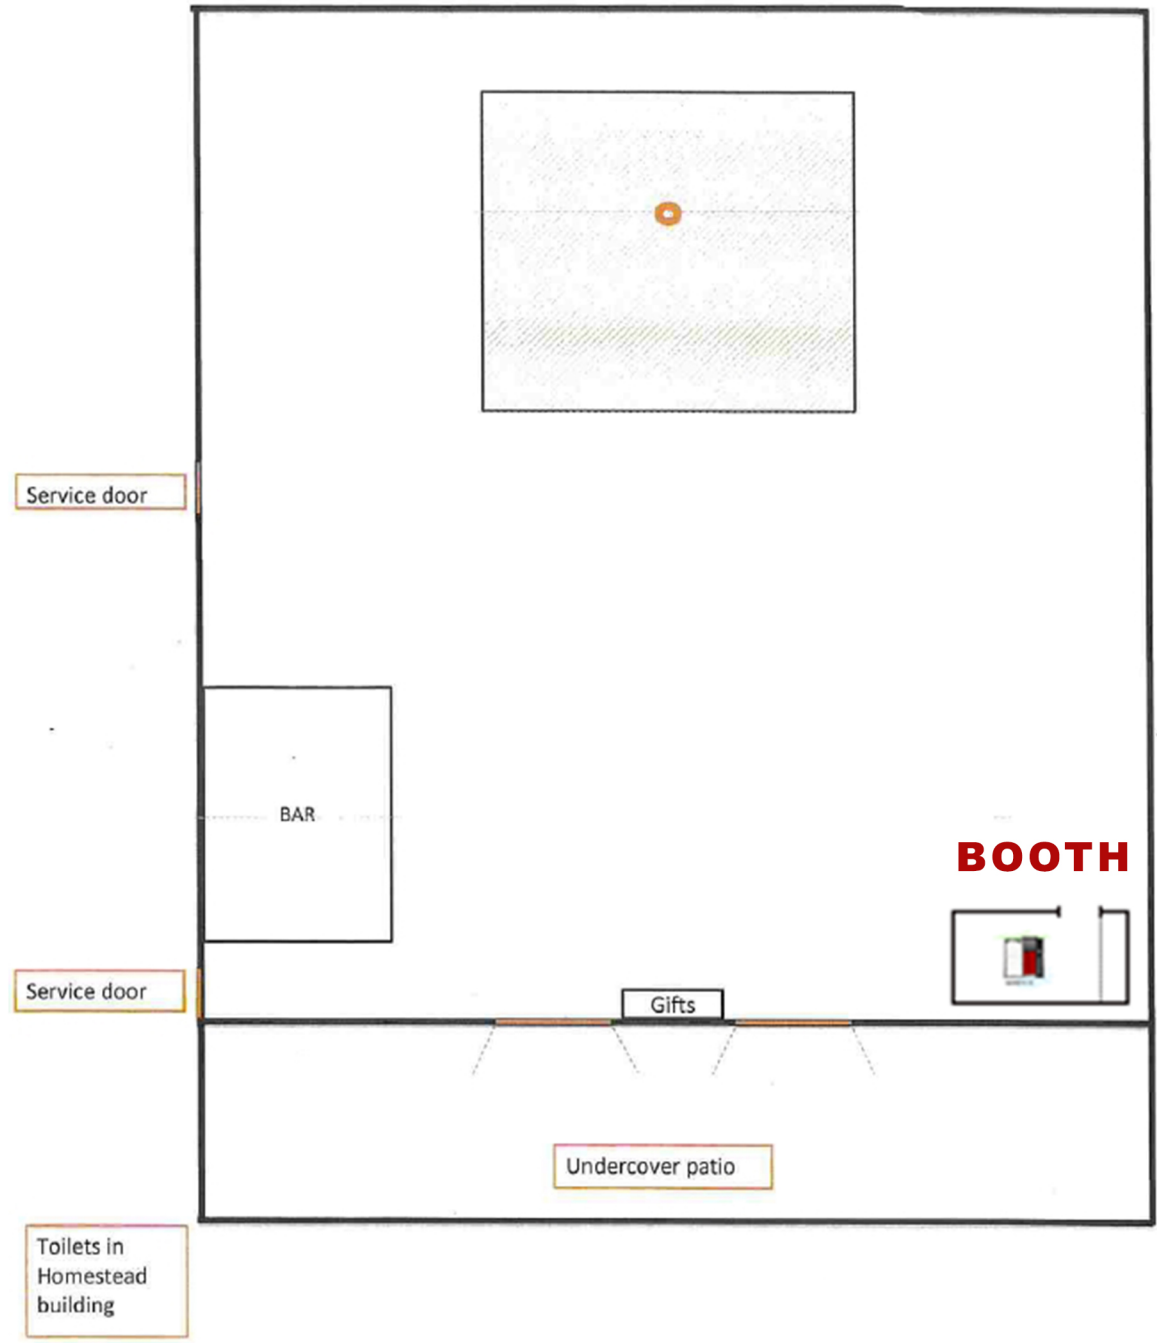 Service door
BAR
BOOTH
Service door
Gifts
Undercover patio
Toilets in
Homestead
building